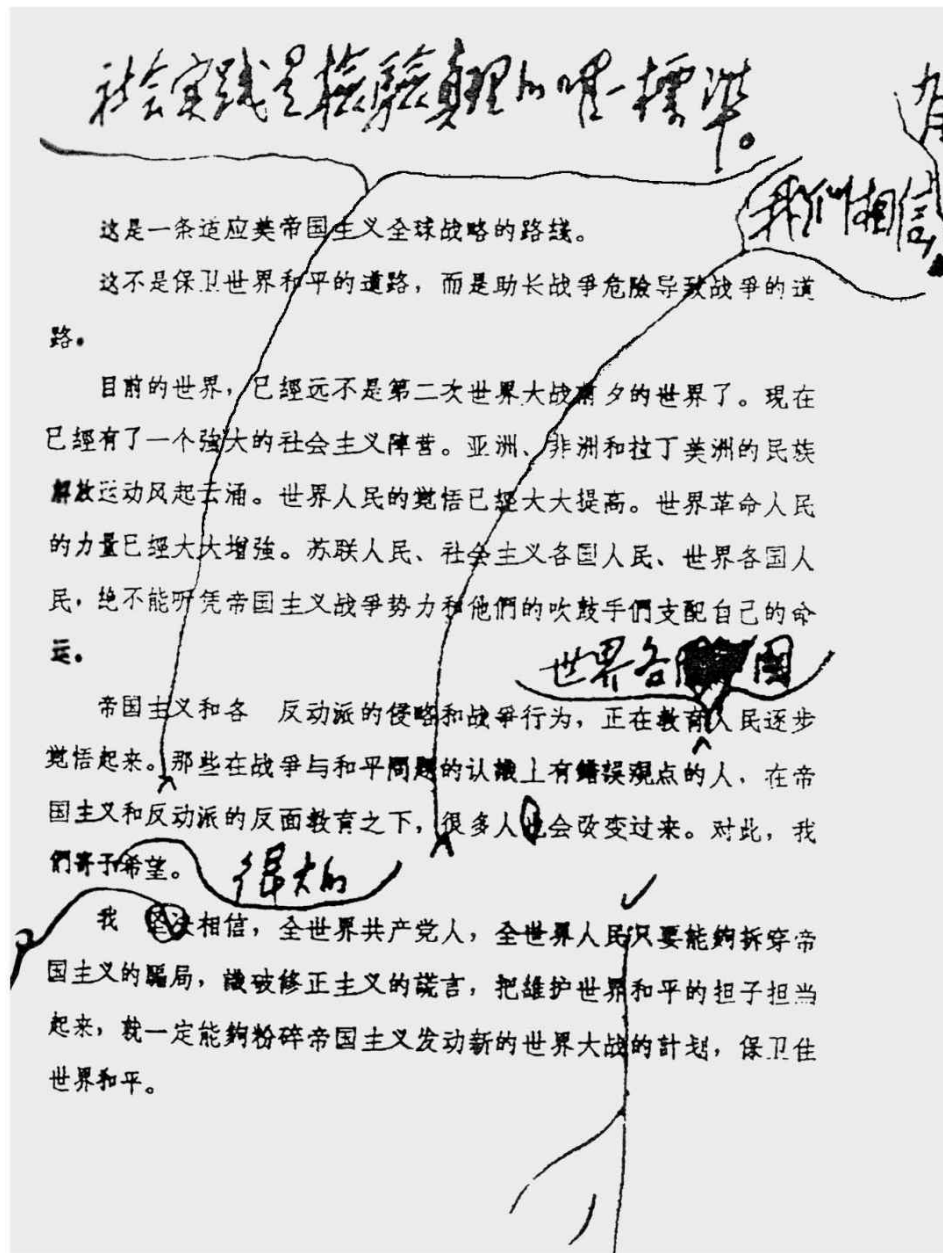 社会实践是檢驗真理的唯一標準。
我们相信，
这是一条适应美帝国主义全球战略的路线。
这不是保卫世界和平的道路，而是助长战爭危險导致战爭的道
路。
目前的世界，已經远不是第二次世界大战前夕的世界了。現在
已經有了一个強大的社会主义陣营。亚洲、非洲和拉丁美洲的民族
解放运动风起云涌。世界人民的覚悟已經大大提高。世界革命人民
的力量已經大大增強。苏联人民、社会主义各国人民、世界各国人
民，绝不能听凭帝国主义战爭势力和他們的吹鼓手們支配自己的命
运。
世界各国
帝国主义和各 反动派的侵略和战爭行为，正在教育人民逐步
覚悟起来。那些在战爭与和平問題的认識上有錯誤观点的人，在帝
国主义和反动派的反面教育之下，很多人也会改变过来。对此，我
們寄予希望。
偉大的
我 坚决相信，全世界共产党人，全世界人民只要能夠拆穿帝
国主义的騙局，識破修正主义的謊言，把維护世界和平的担子担当
起来，就一定能夠粉碎帝国主义发动新的世界大战的計划，保卫住
世界和平。